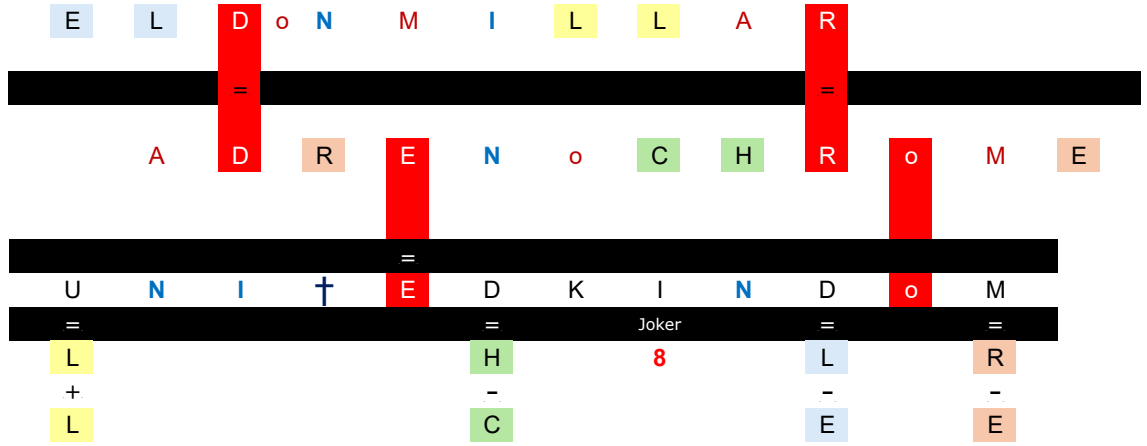 E L D o N M I L L A R
= =
A D R E N o C H R o M E
=
U N I † E D K I N D o M
= = Joker = =
L H 8 L R
+ - - -
L C E E